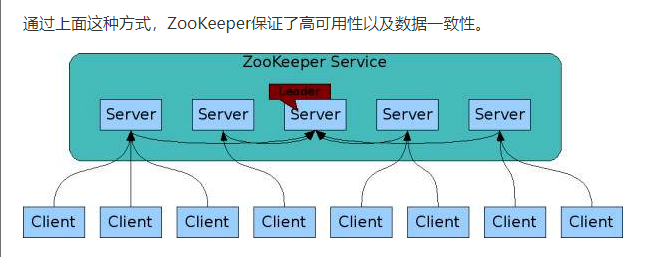 通过上面这种方式，ZooKeeper保证了高可用性以及数据一致性。
ZooKeeper Service
Leader
Server Server Server Server Server
Client Client Client Client Client Client Client Client